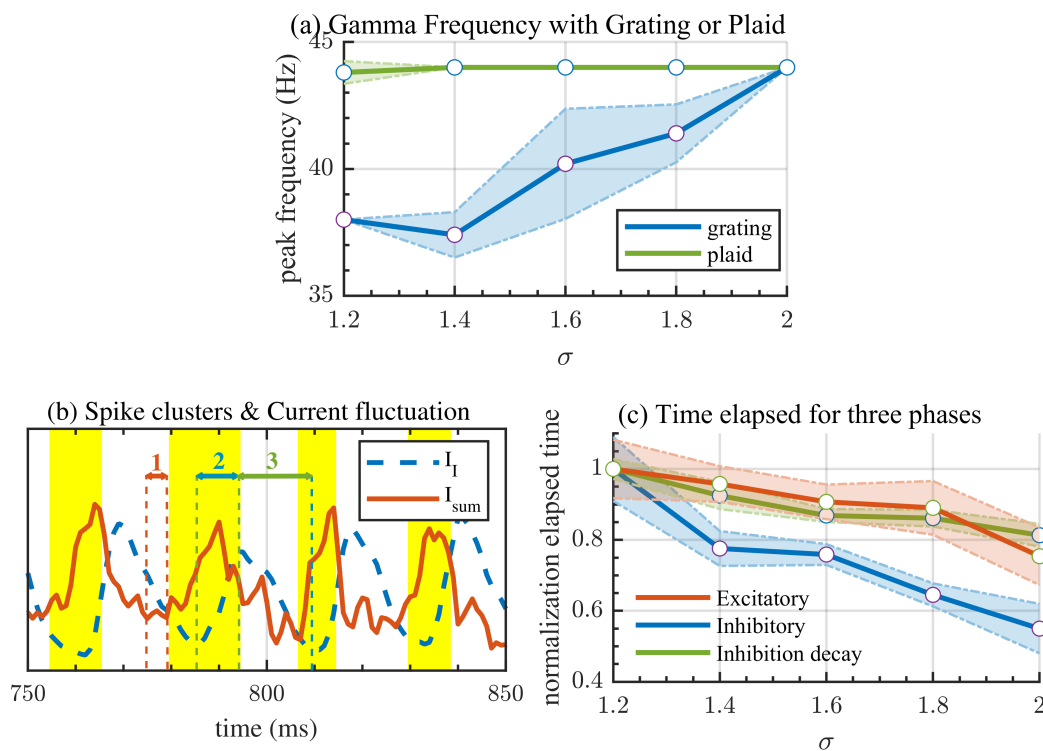 (a) Gamma Frequency with Grating or Plaid
45
40
35
peak frequency (Hz)
grating
plaid
1.2 1.4 1.6 1.8 2
σ
(b) Spike clusters & Current fluctuation
1 2 3
I_I
I_sum
750 800 850
time (ms)
(c) Time elapsed for three phases
1
0.8
0.6
0.4
normalization elapsed time
Excitatory
Inhibitory
Inhibition decay
1.2 1.4 1.6 1.8 2
σ